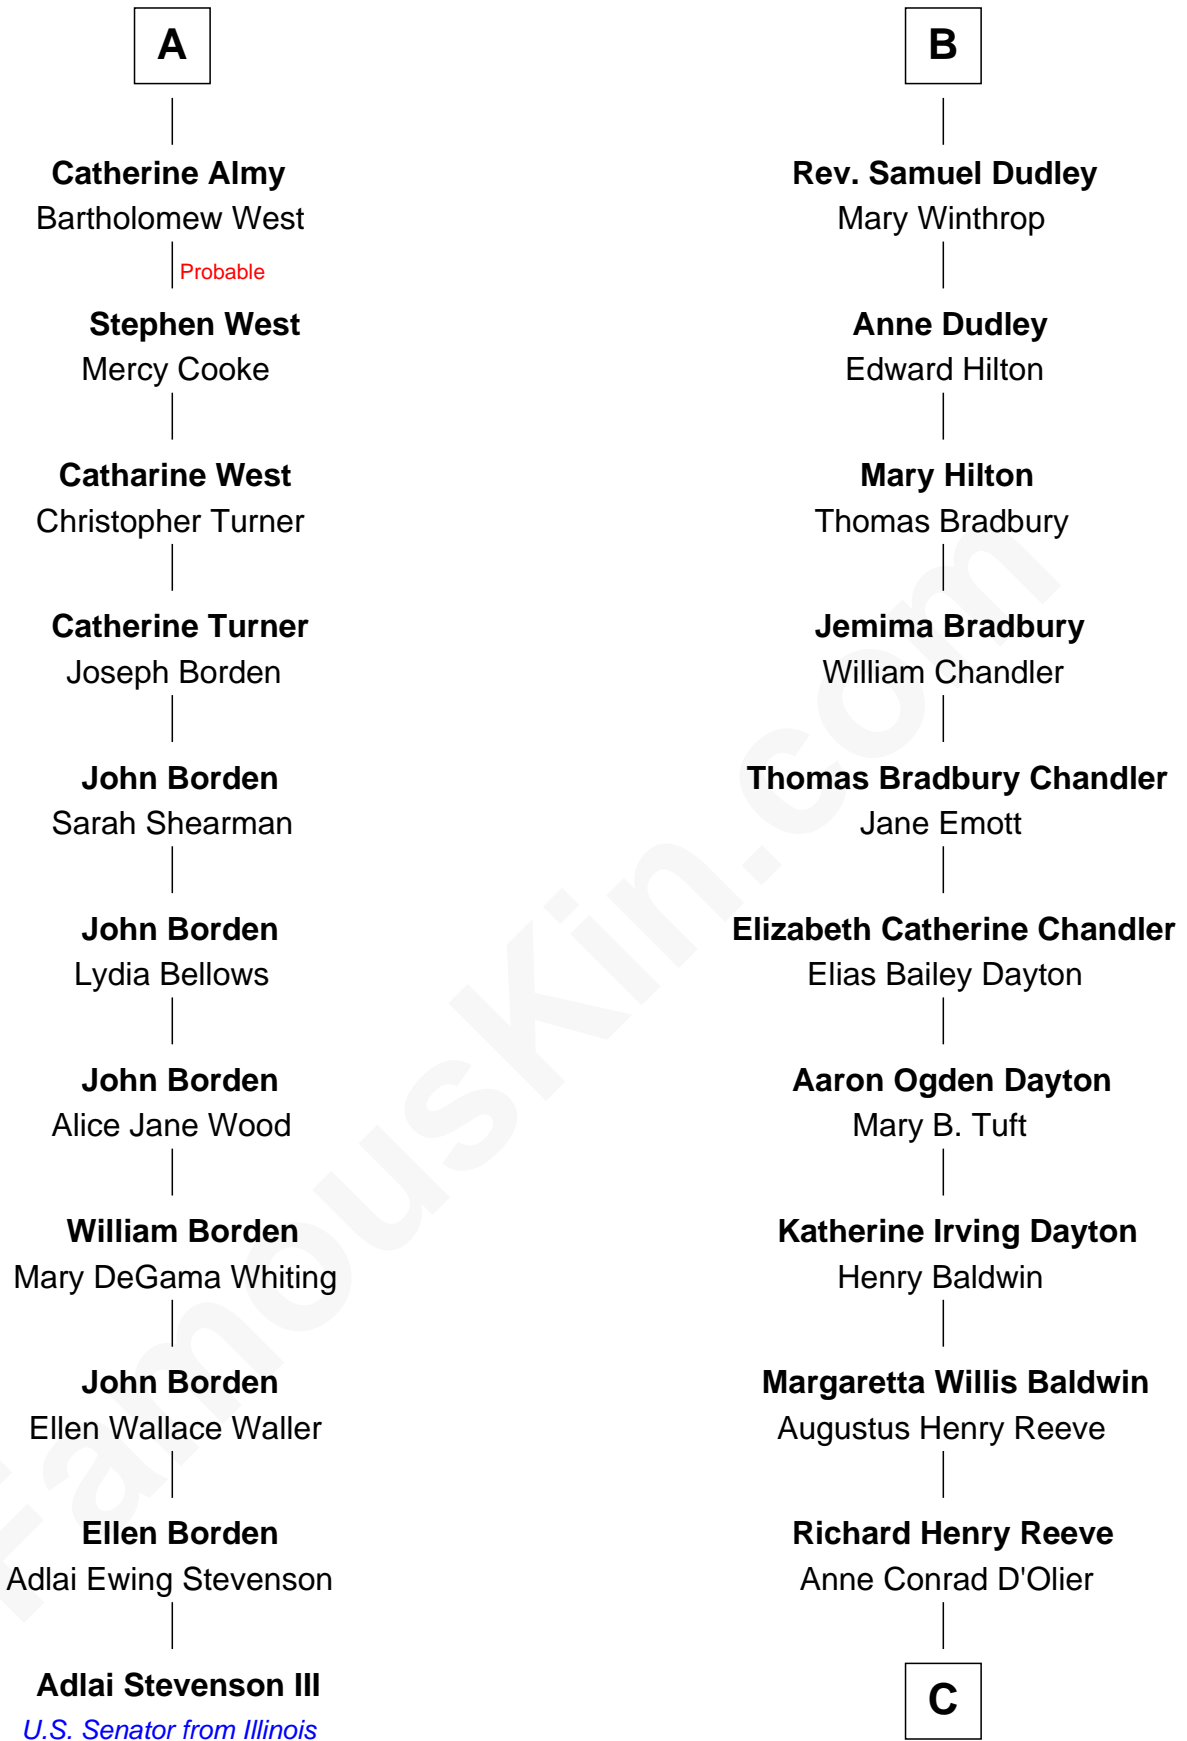 A
Catherine Almy
Bartholomew West
Probable
Stephen West
Mercy Cooke
Catharine West
Christopher Turner
Catherine Turner
Joseph Borden
John Borden
Sarah Shearman
John Borden
Lydia Bellows
John Borden
Alice Jane Wood
William Borden
Mary DeGama Whiting
John Borden
Ellen Wallace Waller
Ellen Borden
Adlai Ewing Stevenson
Adlai Stevenson III
U.S. Senator from Illinois
B
Rev. Samuel Dudley
Mary Winthrop
Anne Dudley
Edward Hilton
Mary Hilton
Thomas Bradbury
Jemima Bradbury
William Chandler
Thomas Bradbury Chandler
Jane Emott
Elizabeth Catherine Chandler
Elias Bailey Dayton
Aaron Ogden Dayton
Mary B. Tuft
Katherine Irving Dayton
Henry Baldwin
Margaretta Willis Baldwin
Augustus Henry Reeve
Richard Henry Reeve
Anne Conrad D'Olier
C
FamousKin.com